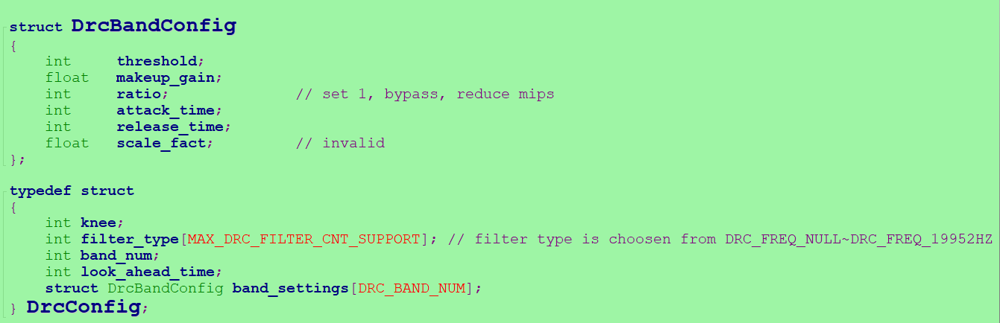 struct DrcBandConfig
{
    int     threshold;
    float   makeup_gain;
    int     ratio;              // set 1, bypass, reduce mips
    int     attack_time;
    int     release_time;
    float   scale_fact;         // invalid
};
typedef struct
{
    int knee;
    int filter_type[MAX_DRC_FILTER_CNT_SUPPORT]; // filter type is choosen from DRC_FREQ_NULL~DRC_FREQ_19952HZ
    int band_num;
    int look_ahead_time;
    struct DrcBandConfig band_settings[DRC_BAND_NUM];
} DrcConfig;